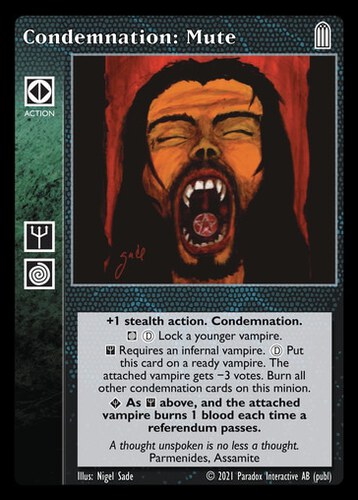 Condemnation: Mute
ACTION
gael
+1 stealth action. Condemnation.
Ⓓ Lock a younger vampire.
Requires an infernal vampire. Ⓓ Put
this card on a ready vampire. The
attached vampire gets −3 votes. Burn all
other condemnation cards on this minion.
As above, and the attached
vampire burns 1 blood each time a
referendum passes.
A thought unspoken is no less a thought.
Parmenides, Assamite
Illus: Nigel Sade © 2021 Paradox Interactive AB (publ)